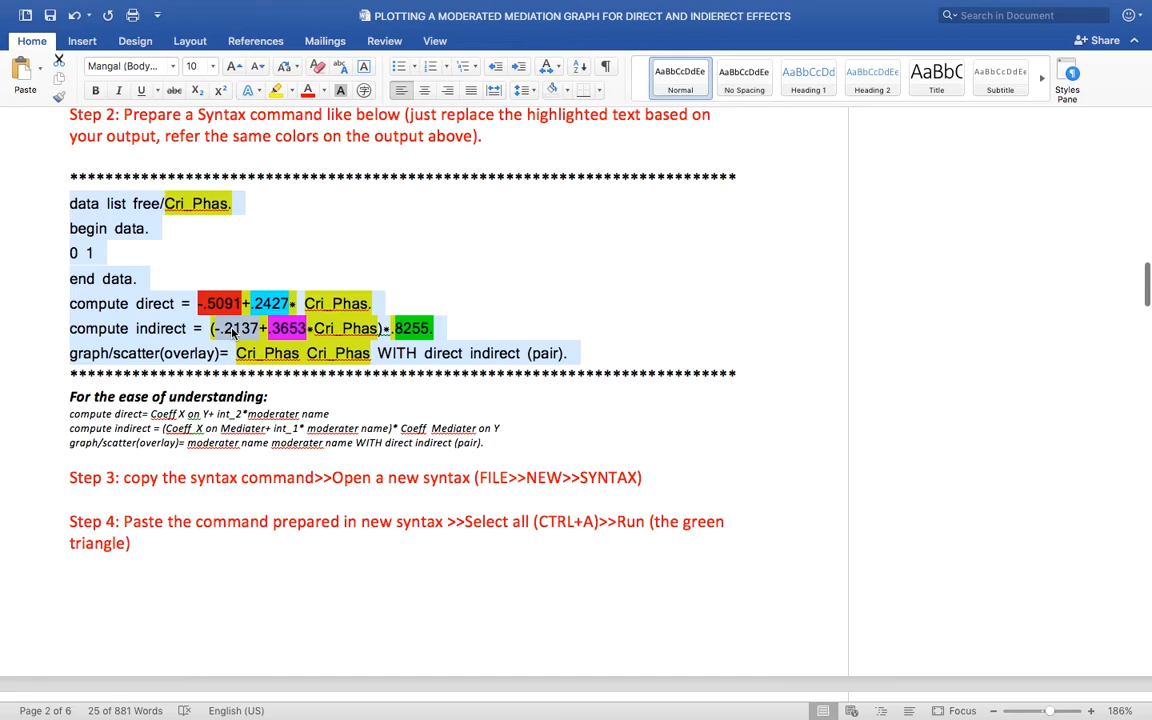 PLOTTING A MODERATED MEDIATION GRAPH FOR DIRECT AND INDIERECT EFFECTS
Search in Document
Home Insert Design Layout References Mailings Review View
Share
Paste
Mangal (Body... 10
AaBbCcDdEe AaBbCcDdEe AaBbCcDd AaBbCcDdEe AaBbC AaBbCcDdEe
Normal No Spacing Heading 1 Heading 2 Title Subtitle
Styles Pane
Step 2: Prepare a Syntax command like below (just replace the highlighted text based on
your output, refer the same colors on the output above).
***************************************************************************
data list free/Cri_Phas.
begin data.
0 1
end data.
compute direct = -.5091+.2427* Cri_Phas.
compute indirect = (-.2137+.3653*Cri_Phas)*.8255.
graph/scatter(overlay)= Cri_Phas Cri_Phas WITH direct indirect (pair).
***************************************************************************
For the ease of understanding:
compute direct= Coeff X on Y+ int_2*moderater name
compute indirect = (Coeff X on Mediater+ int_1* moderater name)* Coeff Mediater on Y
graph/scatter(overlay)= moderater name moderater name WITH direct indirect (pair).
Step 3: copy the syntax command>>Open a new syntax (FILE>>NEW>>SYNTAX)
Step 4: Paste the command prepared in new syntax >>Select all (CTRL+A)>>Run (the green
triangle)
Page 2 of 6 25 of 881 Words English (US) Focus 186%